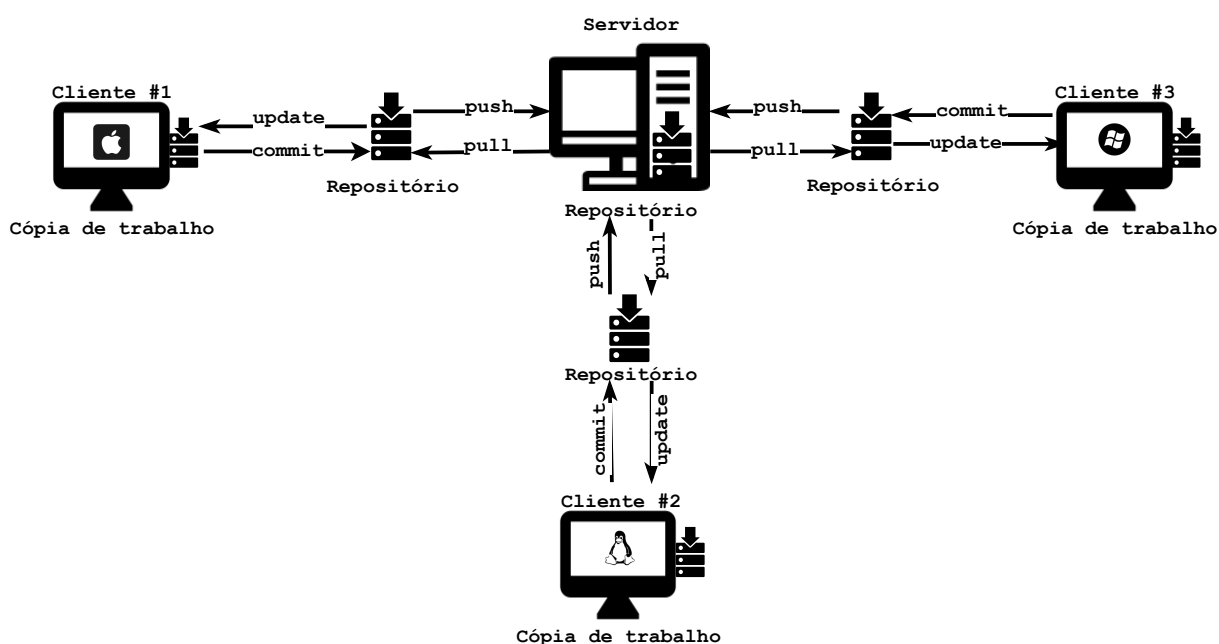 Servidor
Cliente #1
Cliente #3
push
push
commit
update
commit
pull
pull
update
Repositório
Repositório
Repositório
Cópia de trabalho
Cópia de trabalho
push
pull
Repositório
commit
update
Cliente #2
Cópia de trabalho